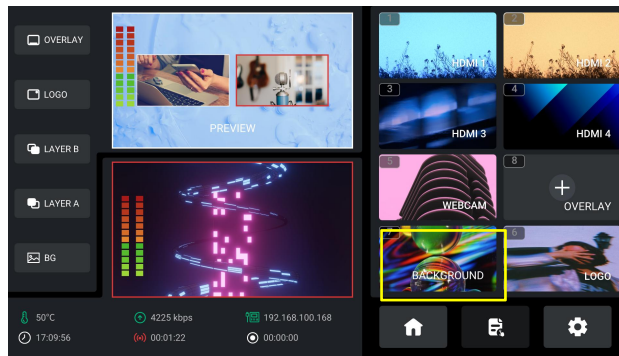 OVERLAY
LOGO
LAYER B
LAYER A
BG
PREVIEW
50°C
4225 kbps
192.168.100.168
17:09:56
00:01:22
00:00:00
1
HDMI 1
2
HDMI 2
3
HDMI 3
4
HDMI 4
5
WEBCAM
8
OVERLAY
7
BACKGROUND
6
LOGO